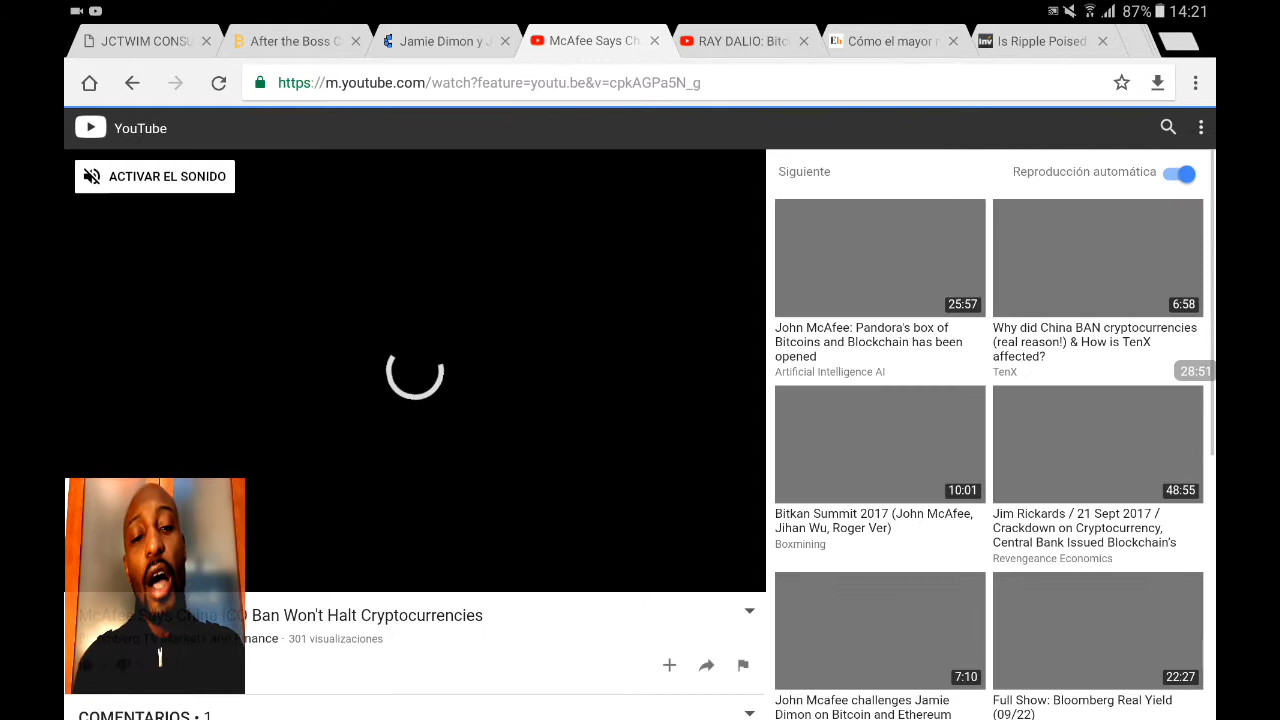 87% 14:21
JCTWIM CONSU
After the Boss C
Jamie Dimon y J
McAfee Says Ch
RAY DALIO: Bitc
Cómo el mayor r
Is Ripple Poised
https://m.youtube.com/watch?feature=youtu.be&v=cpkAGPa5N_g
YouTube
ACTIVAR EL SONIDO
Siguiente
Reproducción automática
25:57
John McAfee: Pandora's box of
Bitcoins and Blockchain has been
opened
Artificial Intelligence AI
6:58
Why did China BAN cryptocurrencies
(real reason!) & How is TenX
affected?
TenX
28:51
10:01
Bitkan Summit 2017 (John McAfee,
Jihan Wu, Roger Ver)
Boxmining
48:55
Jim Rickards / 21 Sept 2017 /
Crackdown on Cryptocurrency,
Central Bank Issued Blockchain's
Revengeance Economics
7:10
John Mcafee challenges Jamie
Dimon on Bitcoin and Ethereum
22:27
Full Show: Bloomberg Real Yield
(09/22)
McAfee Says China ICO Ban Won't Halt Cryptocurrencies
Markets and Finance · 301 visualizaciones
COMENTARIOS • 1